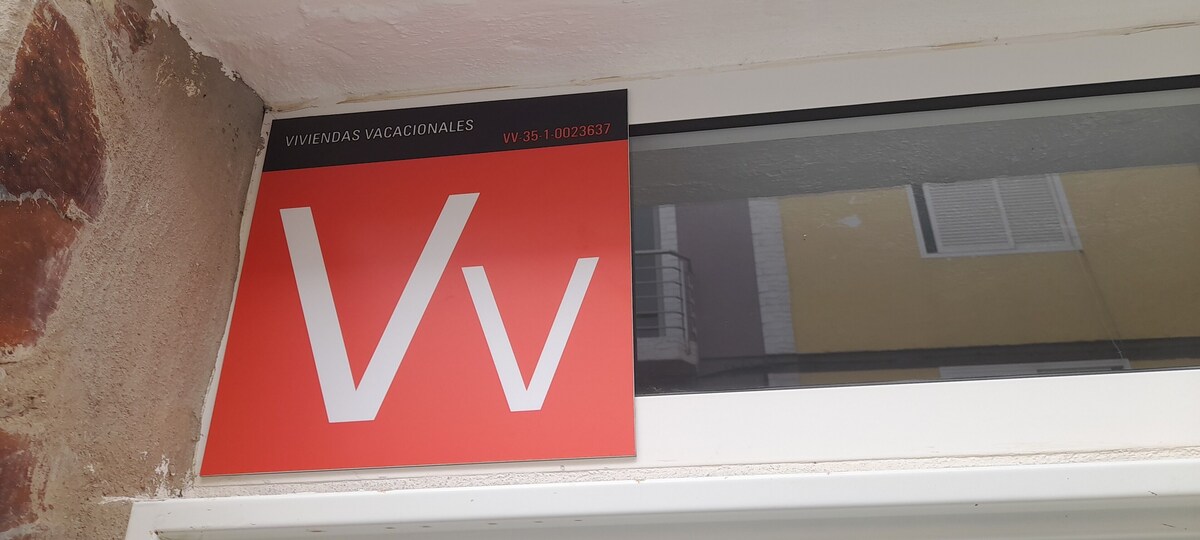 VIVIENDAS VACACIONALES VV-35-1-0023637
Vv